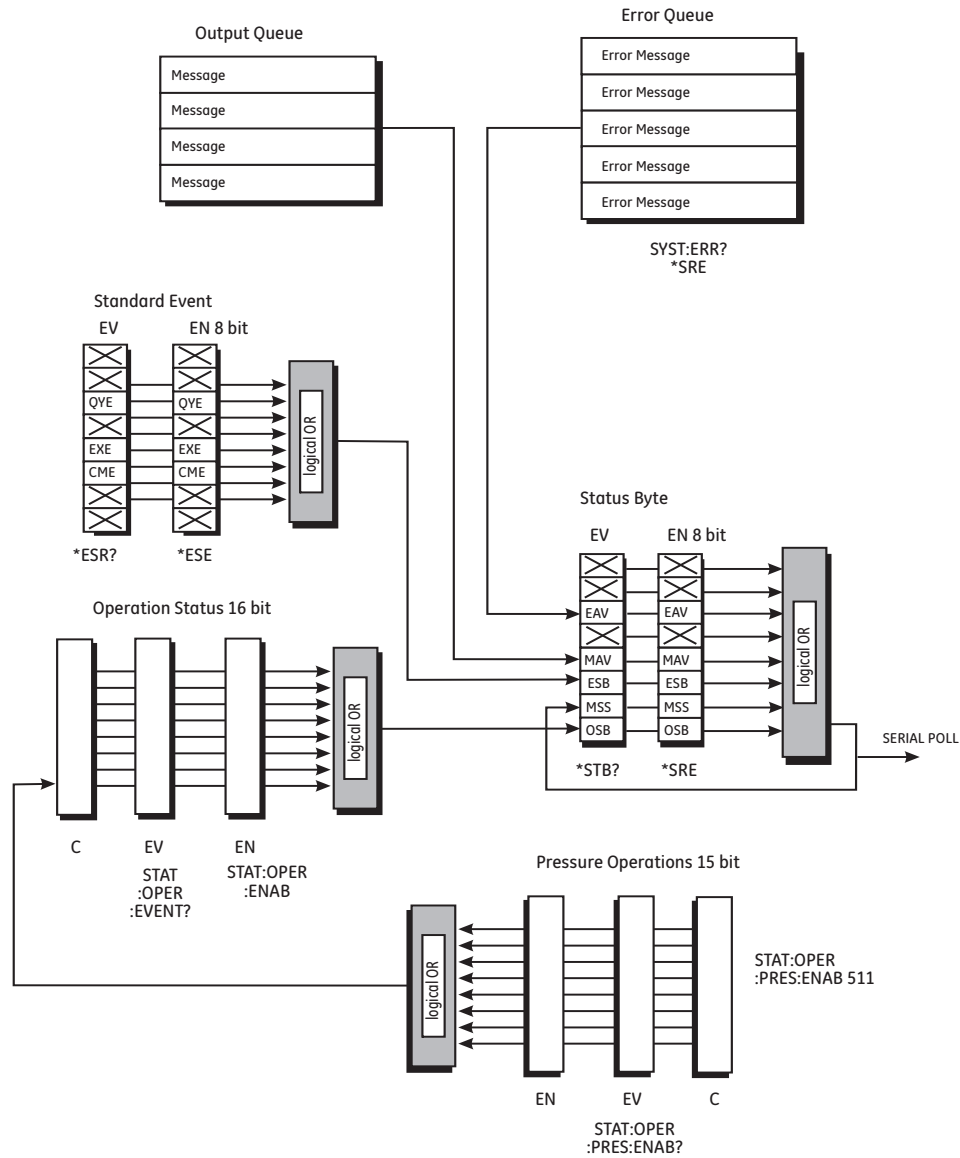 Output Queue
Message
Message
Message
Message
Error Queue
Error Message
Error Message
Error Message
Error Message
Error Message
SYST:ERR?
*SRE
Standard Event
EV
EN 8 bit
QYE
EXE
CME
QYE
EXE
CME
logical OR
*ESR?
*ESE
Status Byte
EV
EN 8 bit
EAV
MAV
ESB
MSS
OSB
EAV
MAV
ESB
MSS
OSB
logical OR
*STB?
*SRE
SERIAL POLL
Operation Status 16 bit
logical OR
C
EV
EN
STAT
:OPER
:EVENT?
STAT:OPER
:ENAB
Pressure Operations 15 bit
logical OR
STAT:OPER
:PRES:ENAB 511
EN
EV
C
STAT:OPER
:PRES:ENAB?